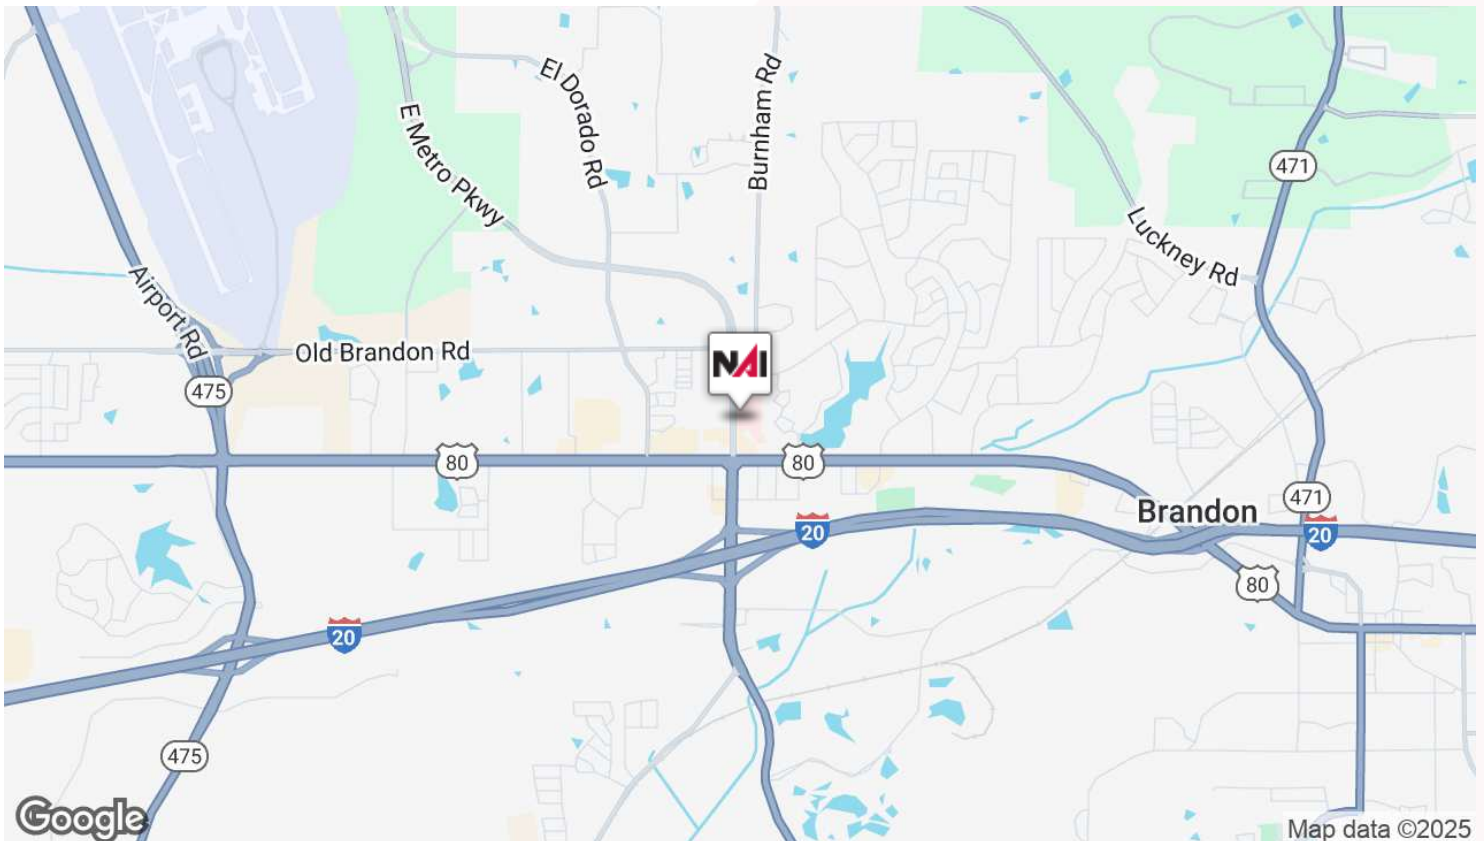 El Dorado Rd
Burnham Rd
E Metro Pkwy
471
Luckney Rd
Airport Rd
Old Brandon Rd
NAI
475
80
80
Brandon
471
20
20
80
20
475
Google
Map data ©2025